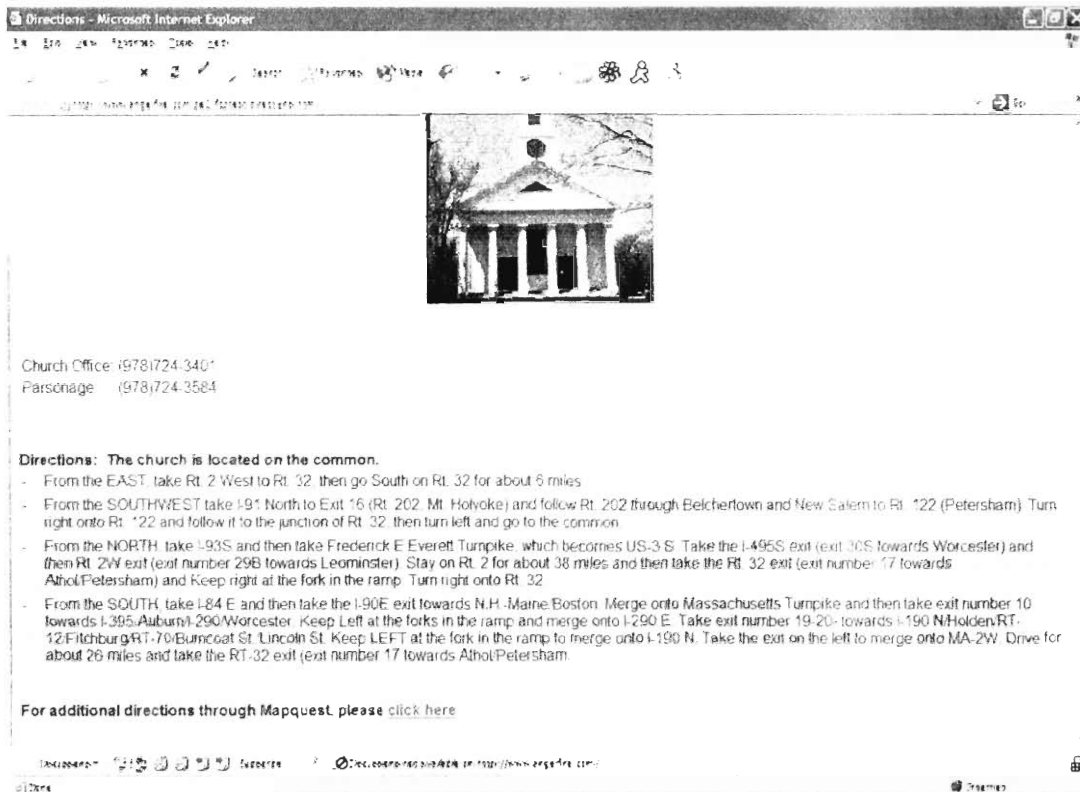 Directions - Microsoft Internet Explorer
Search Favorites
Go
Church Office: (978)724-3401
Parsonage (978)724-3584
Directions: The church is located on the common.
- From the EAST, take Rt. 2 West to Rt. 32, then go South on Rt. 32 for about 6 miles
- From the SOUTHWEST take I-91 North to Exit 16 (Rt. 202, Mt. Holyoke) and follow Rt. 202 through Belchertown and New Salem to Rt. 122 (Petersham) Turn
right onto Rt. 122 and follow it to the junction of Rt. 32, then turn left and go to the common
- From the NORTH, take I-93S and then take Frederick E Everett Turnpike, which becomes US-3 S. Take the I-495S exit (exit 30S towards Worcester) and
then Rt. 2W exit (exit number 29B towards Leominster). Stay on Rt. 2 for about 38 miles and then take the Rt. 32 exit (exit number 17 towards
Athol/Petersham) and Keep right at the fork in the ramp. Turn right onto Rt. 32
- From the SOUTH, take I-84 E and then take the I-90E exit towards N.H.-Maine/Boston. Merge onto Massachusetts Turnpike and then take exit number 10
towards I-395/Auburn/I-290/Worcester. Keep Left at the forks in the ramp and merge onto I-290 E. Take exit number 19-20- towards I-190 N/Holden/RT-
12/Fitchburg/RT-70/Burncoat St./Lincoln St. Keep LEFT at the fork in the ramp to merge onto I-190 N. Take the exit on the left to merge onto MA-2W. Drive for
about 26 miles and take the RT-32 exit (exit number 17 towards Athol/Petersham.
For additional directions through Mapquest, please click here
Done
Internet